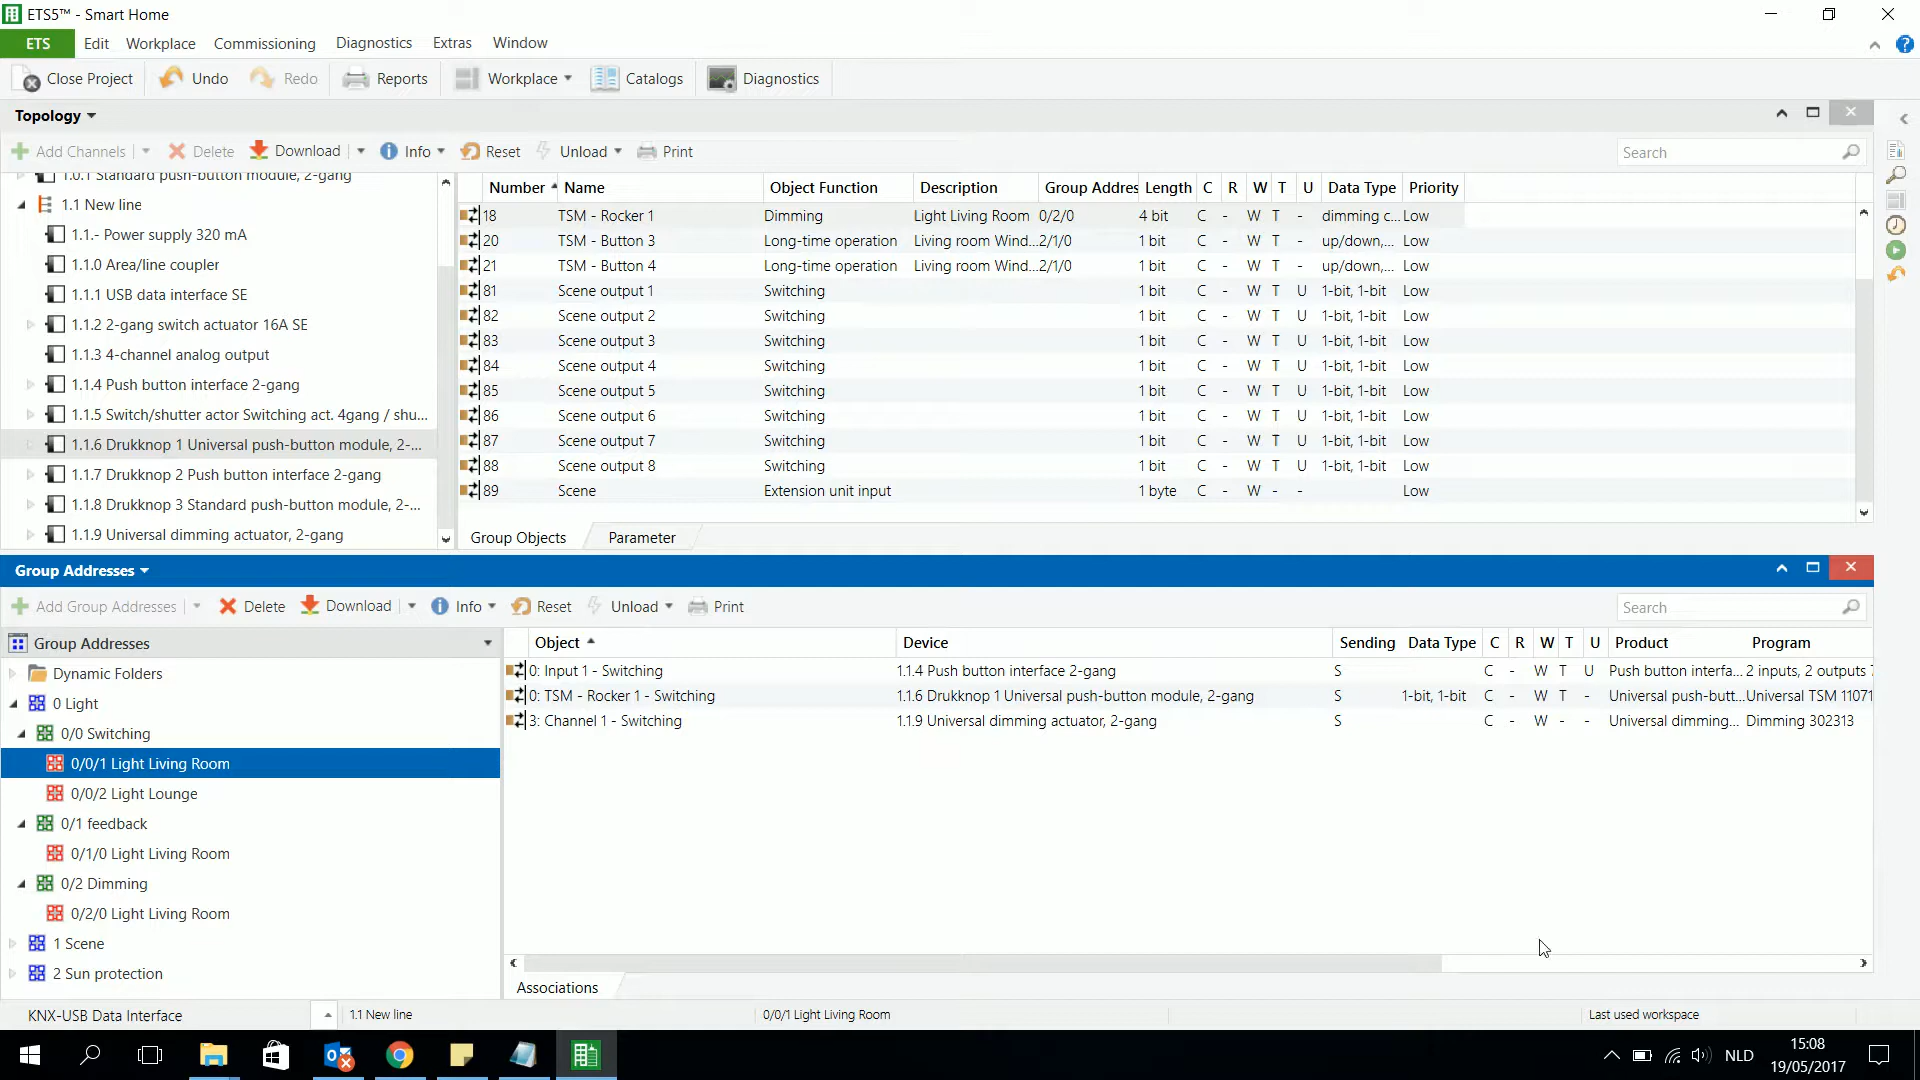 ETS5™ - Smart Home
ETS Edit Workplace Commissioning Diagnostics Extras Window
Close Project Undo Redo Reports Workplace Catalogs Diagnostics
Topology
Add Channels Delete Download Info Reset Unload Print Search
1.0.1 Standard push-button module, 2-gang
1.1 New line
1.1.- Power supply 320 mA
1.1.0 Area/line coupler
1.1.1 USB data interface SE
1.1.2 2-gang switch actuator 16A SE
1.1.3 4-channel analog output
1.1.4 Push button interface 2-gang
1.1.5 Switch/shutter actor Switching act. 4gang / shu...
1.1.6 Drukknop 1 Universal push-button module, 2-...
1.1.7 Drukknop 2 Push button interface 2-gang
1.1.8 Drukknop 3 Standard push-button module, 2-...
1.1.9 Universal dimming actuator, 2-gang
Number Name Object Function Description Group Addres Length C R W T U Data Type Priority
18 TSM - Rocker 1 Dimming Light Living Room 0/2/0 4 bit C - W T - dimming c... Low
20 TSM - Button 3 Long-time operation Living room Wind... 2/1/0 1 bit C - W T - up/down,... Low
21 TSM - Button 4 Long-time operation Living room Wind... 2/1/0 1 bit C - W T - up/down,... Low
81 Scene output 1 Switching 1 bit C - W T U 1-bit, 1-bit Low
82 Scene output 2 Switching 1 bit C - W T U 1-bit, 1-bit Low
83 Scene output 3 Switching 1 bit C - W T U 1-bit, 1-bit Low
84 Scene output 4 Switching 1 bit C - W T U 1-bit, 1-bit Low
85 Scene output 5 Switching 1 bit C - W T U 1-bit, 1-bit Low
86 Scene output 6 Switching 1 bit C - W T U 1-bit, 1-bit Low
87 Scene output 7 Switching 1 bit C - W T U 1-bit, 1-bit Low
88 Scene output 8 Switching 1 bit C - W T U 1-bit, 1-bit Low
89 Scene Extension unit input 1 byte C - W - - Low
Group Objects Parameter
Group Addresses
Add Group Addresses Delete Download Info Reset Unload Print Search
Group Addresses
Dynamic Folders
0 Light
0/0 Switching
0/0/1 Light Living Room
0/0/2 Light Lounge
0/1 feedback
0/1/0 Light Living Room
0/2 Dimming
0/2/0 Light Living Room
1 Scene
2 Sun protection
Object Device Sending Data Type C R W T U Product Program
0: Input 1 - Switching 1.1.4 Push button interface 2-gang S C - W T U Push button interfa... 2 inputs, 2 outputs
0: TSM - Rocker 1 - Switching 1.1.6 Drukknop 1 Universal push-button module, 2-gang S 1-bit, 1-bit C - W T - Universal push-butt... Universal TSM 11071
3: Channel 1 - Switching 1.1.9 Universal dimming actuator, 2-gang S C - W - - Universal dimming... Dimming 302313
Associations
KNX-USB Data Interface 1.1 New line 0/0/1 Light Living Room Last used workspace
NLD 15:08
19/05/2017